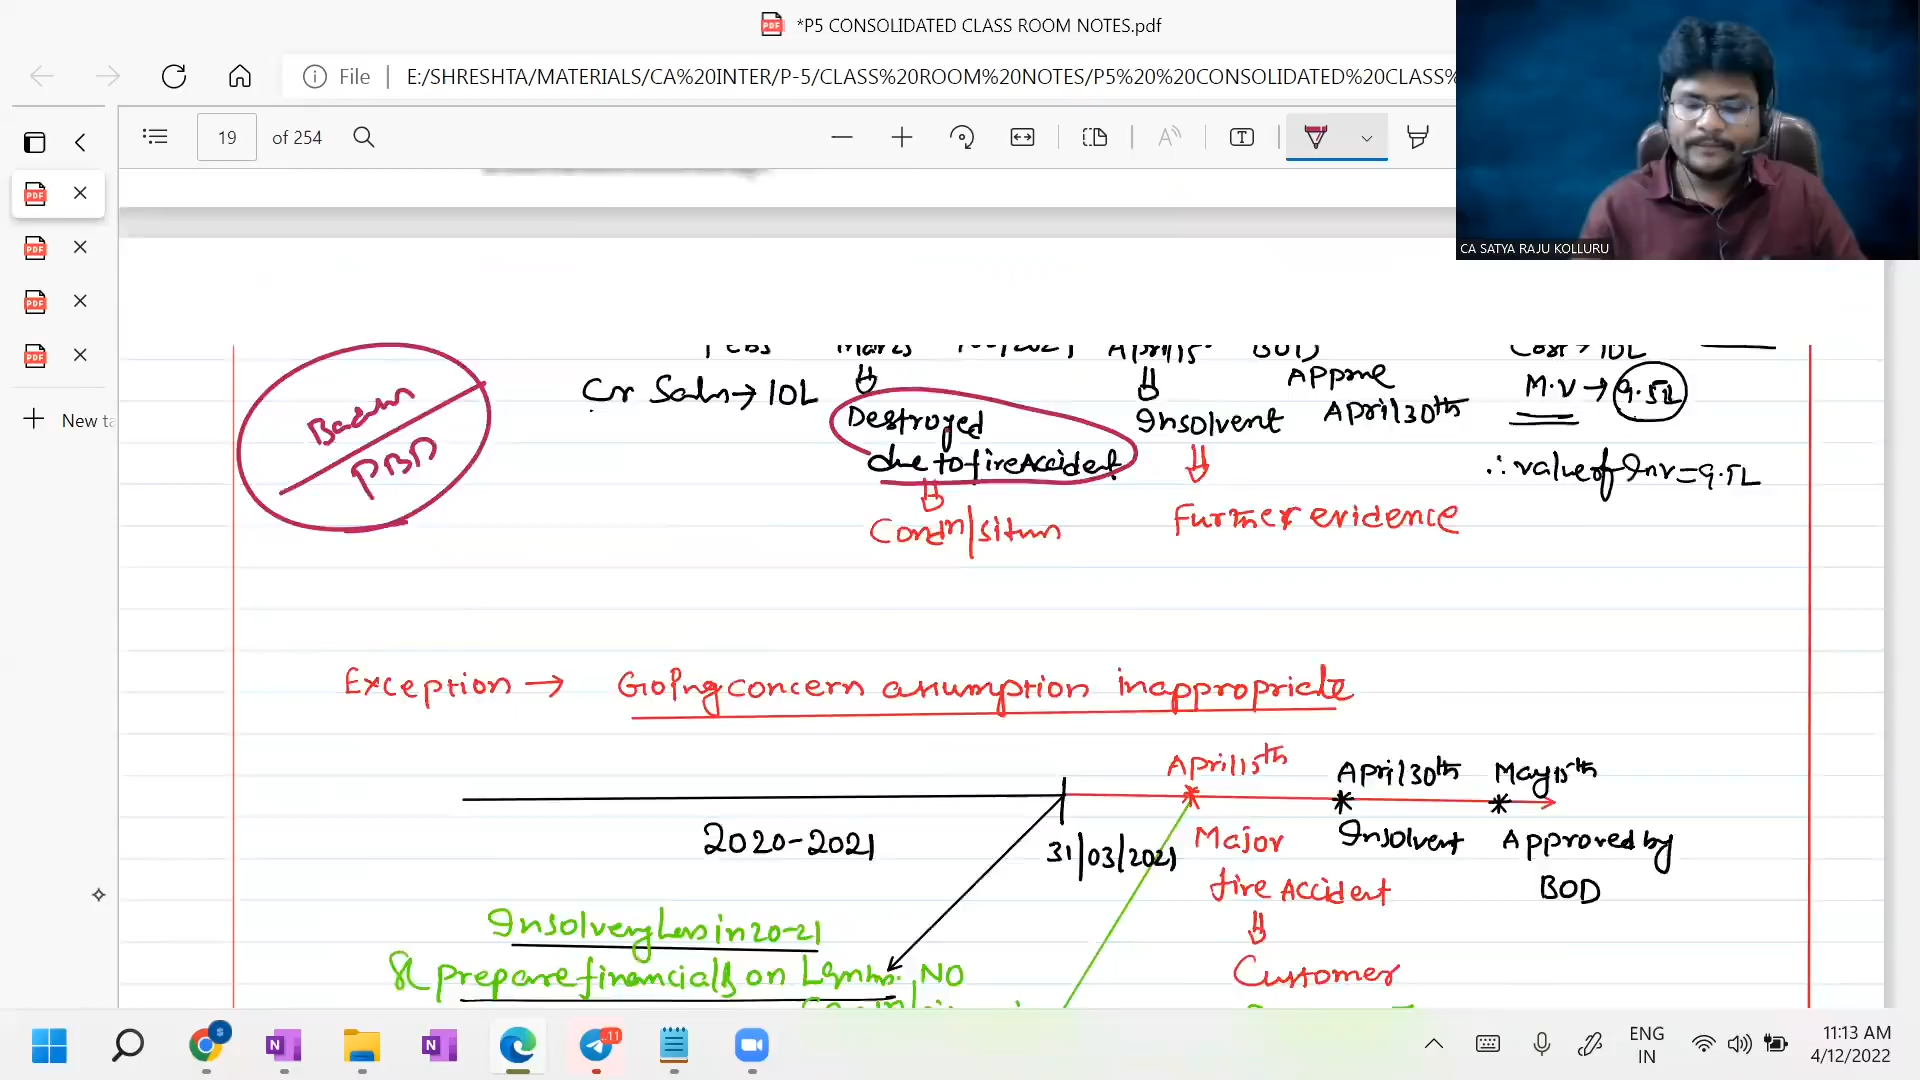 *P5 CONSOLIDATED CLASS ROOM NOTES.pdf
File
E:/SHRESHTA/MATERIALS/CA%20INTER/P-5/CLASS%20ROOM%20NOTES/P5%20%20CONSOLIDATED%20CLASS%
19 of 254
CA SATYA RAJU KOLLURU
New ta
PBD
Cr Sales → 10L
Destroyed
due to fire Accident
Insolvent
April 30th
M.V → 9.5L
∴ value of Inv = 9.5L
Further evidence
Exception → Going concern assumption inappropriate
April 15th
April 30th
May 15th
2020-2021
31/03/2021
Major
fire Accident
Insolvent
Approved by
BOD
Insolvency Loss in 20-21
& prepare financials on
NO
Customer
ENG
IN
11:13 AM
4/12/2022